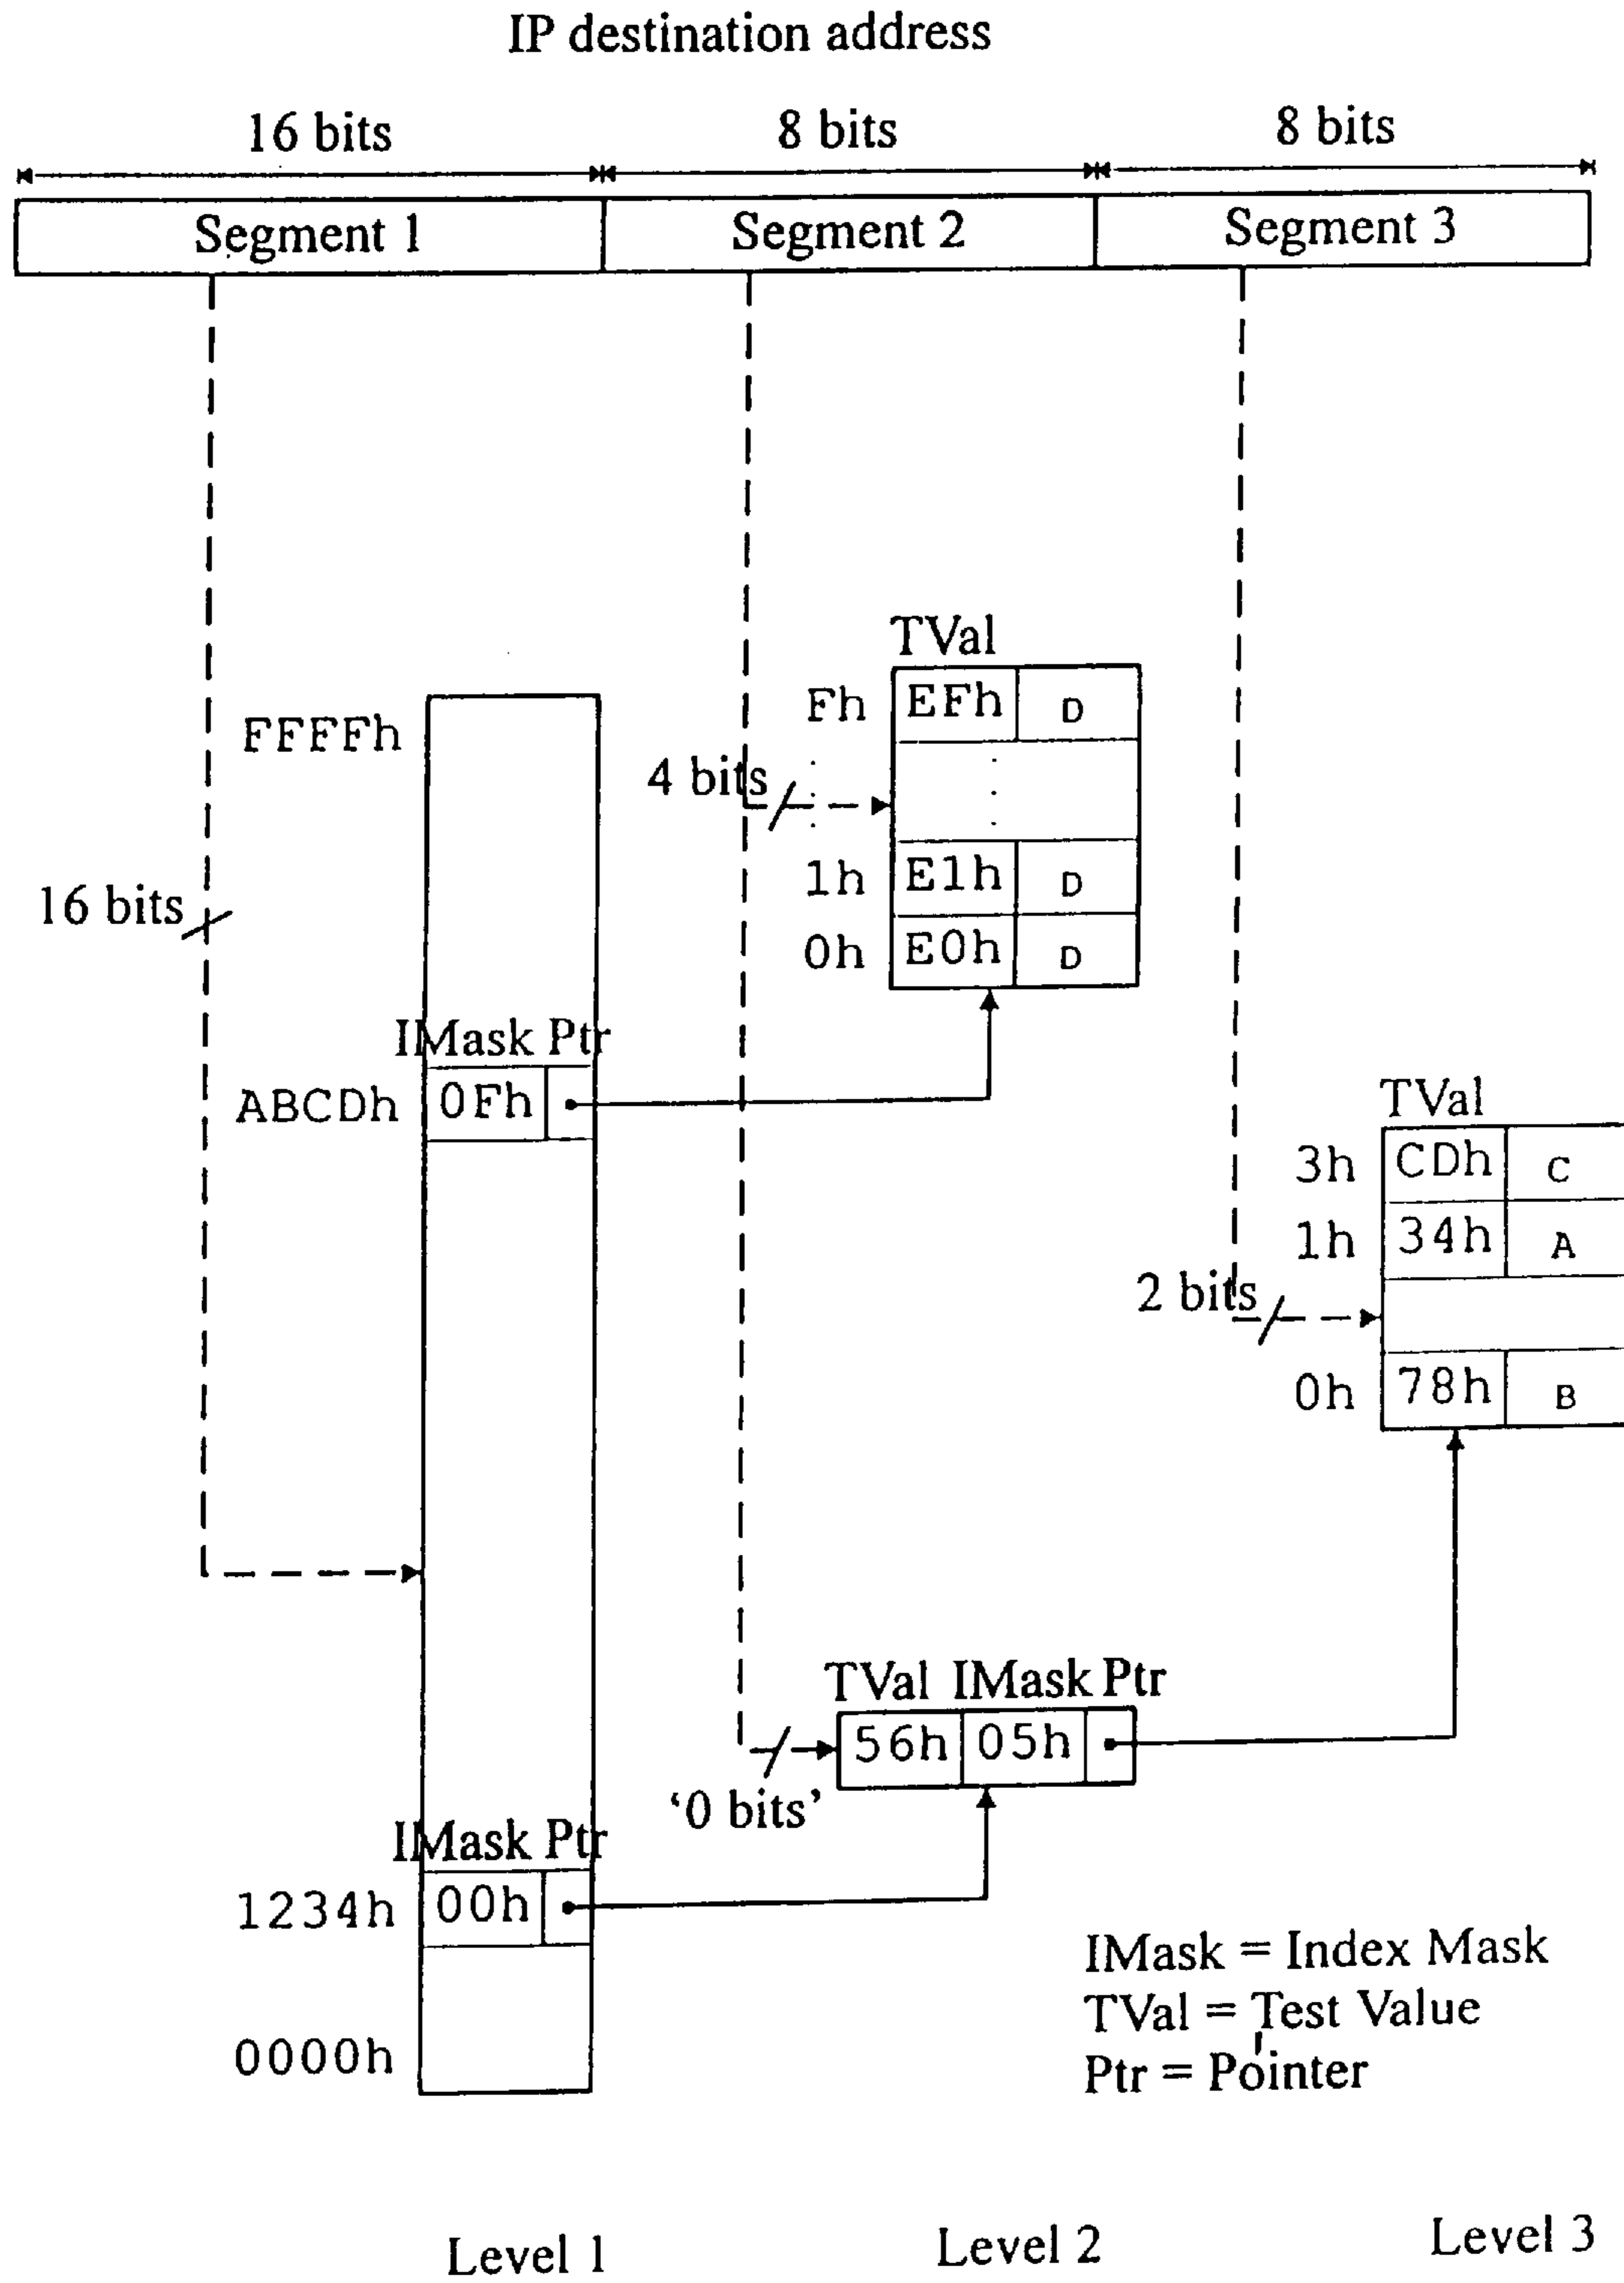 IP destination address
16 bits 8 bits 8 bits
Segment 1 Segment 2 Segment 3
TVal
Fh EFh D
FFFFh
4 bits
1h E1h D
16 bits
0h E0h D
IMask Ptr
ABCDh 0Fh
TVal
3h CDh C
1h 34h A
2 bits
0h 78h B
TVal IMask Ptr
56h 05h
'0 bits'
IMask Ptr
1234h 00h
IMask = Index Mask
TVal = Test Value
0000h
Ptr = Pointer
Level 1 Level 2 Level 3